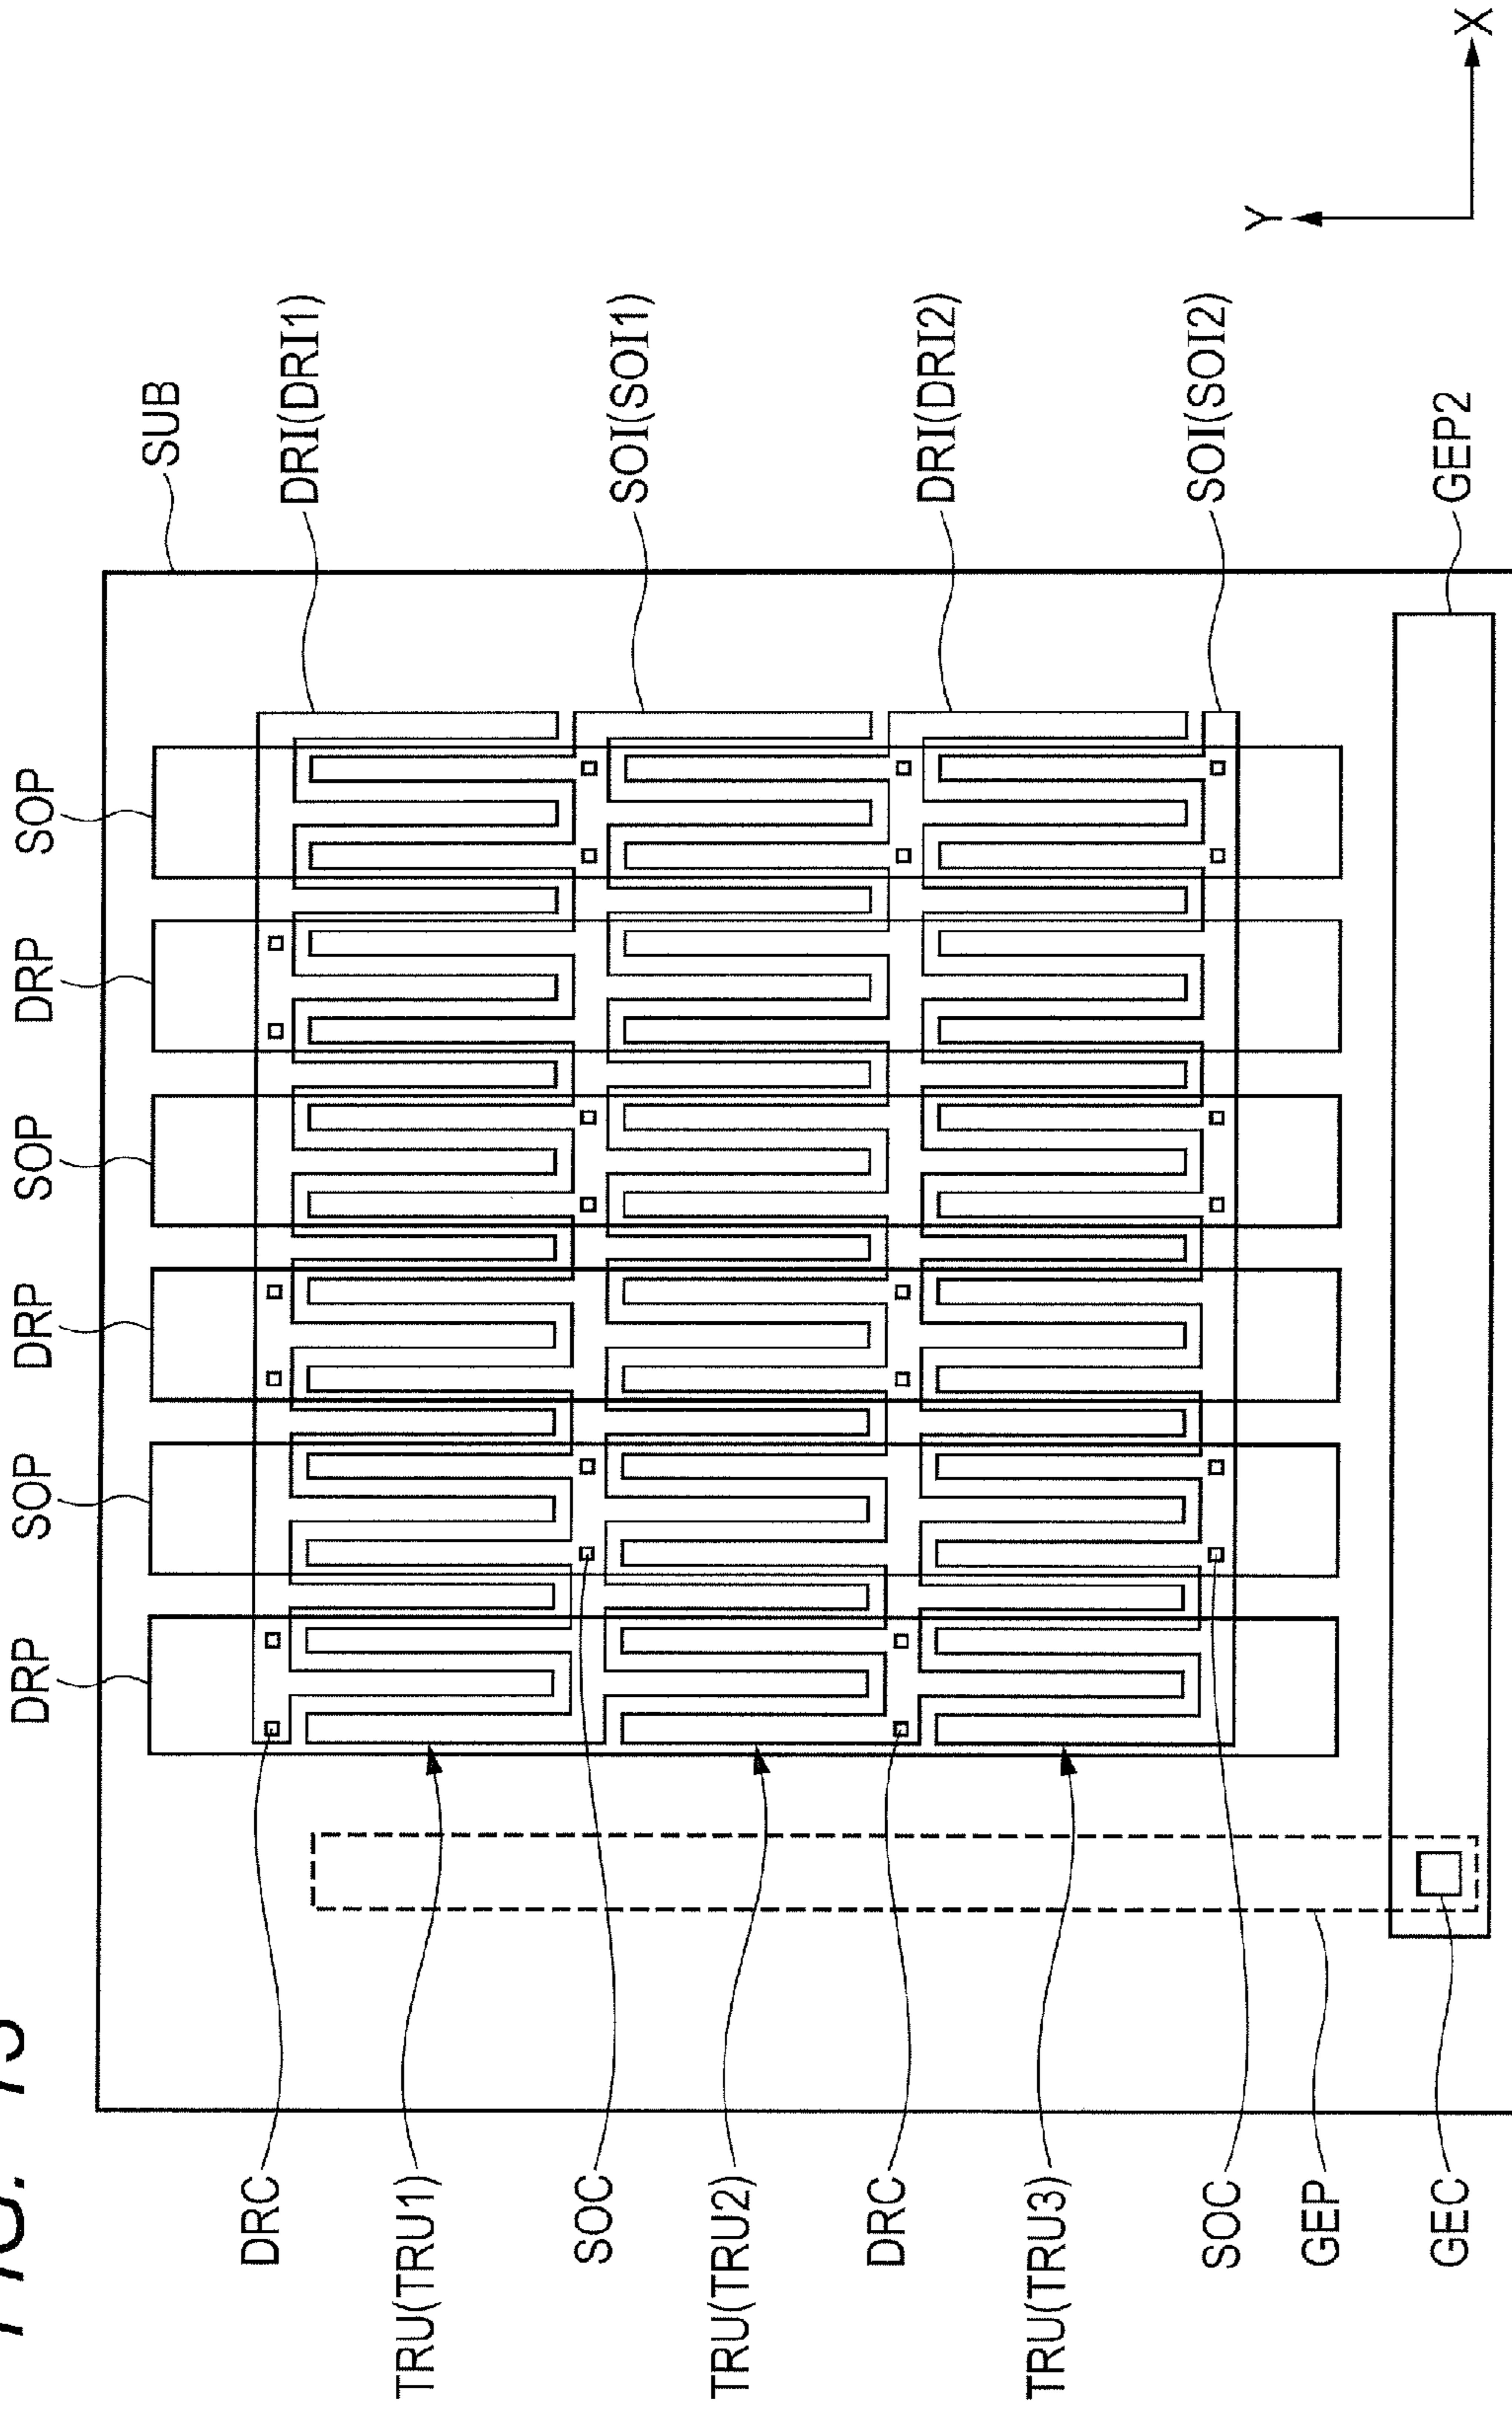 FIG.
DRP
SOP
DRP
SOP
DRP
SOP
SUB
DRC
DRI(DRI1)
TRU(TRU1)
SOC
SOI(SOI1)
TRU(TRU2)
DRC
DRI(DRI2)
TRU(TRU3)
SOC
SOI(SOI2)
GEP
GEC
GEP2
Y
X